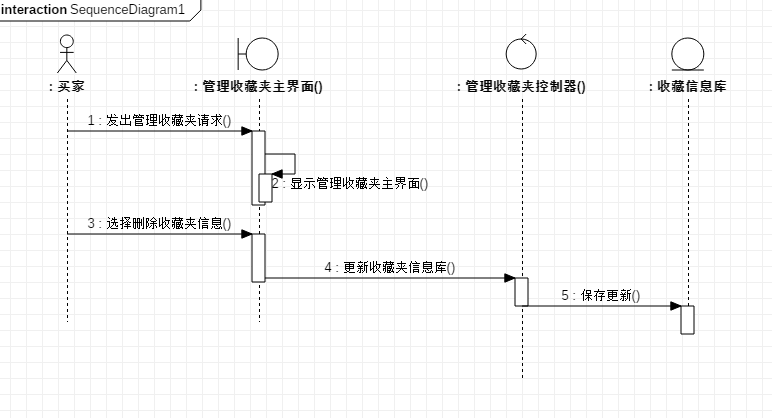 interaction SequenceDiagram1
: 买家
: 管理收藏夹主界面()
: 管理收藏夹控制器()
: 收藏信息库
1 : 发出管理收藏夹请求()
2 : 显示管理收藏夹主界面()
3 : 选择删除收藏夹信息()
4 : 更新收藏夹信息库()
5 : 保存更新()